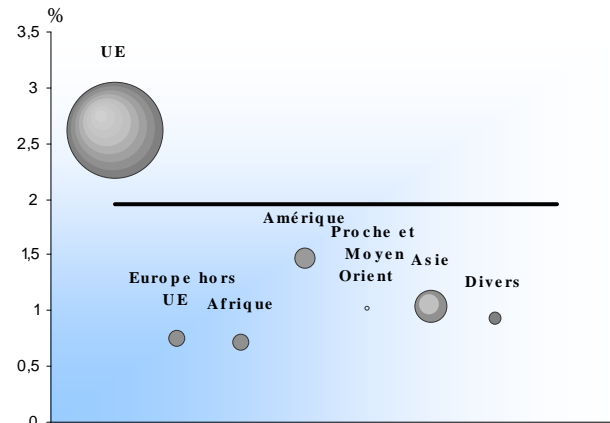 %
3,5
UE
3
2,5
2
Amérique
Proche et
1,5
Moyen
Asie
Orient
Divers
Europe hors
UE
Afrique
1
0,5
0